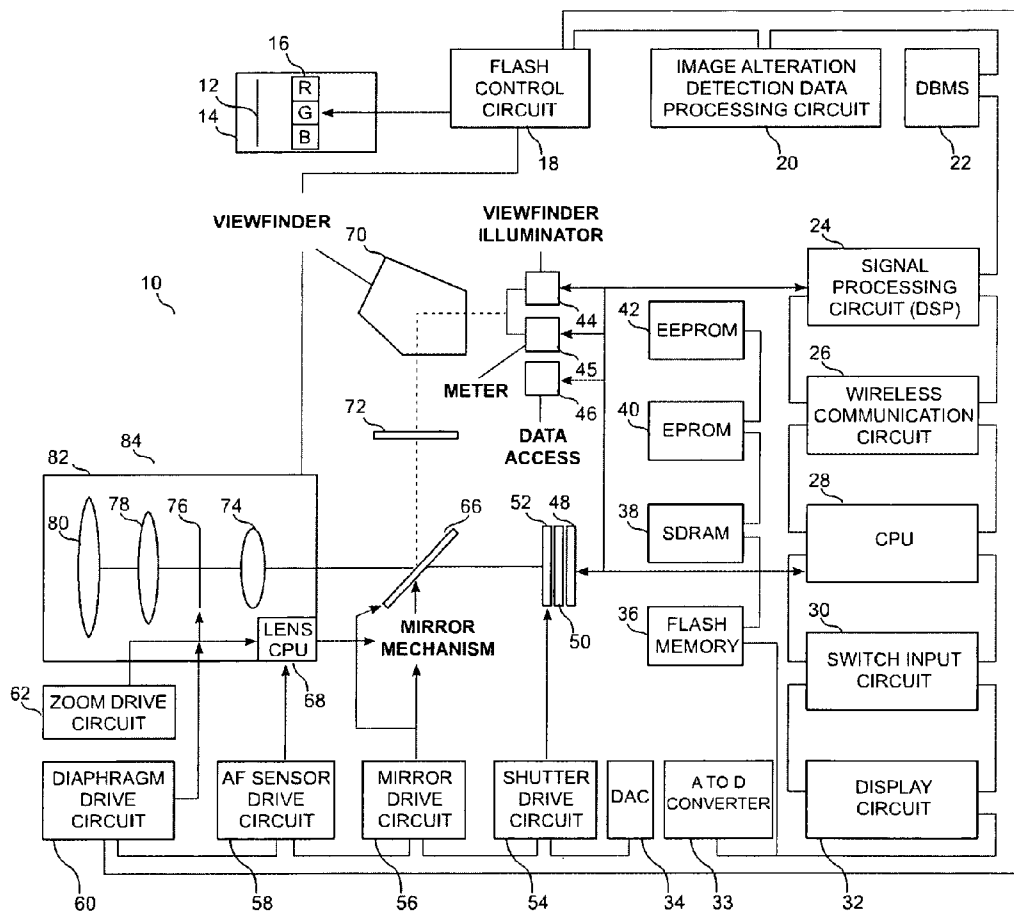 16
12
14
R
G
B
FLASH
CONTROL
CIRCUIT
18
IMAGE ALTERATION
DETECTION DATA
PROCESSING CIRCUIT
20
DBMS
22
VIEWFINDER
70
VIEWFINDER
ILLUMINATOR
24
SIGNAL
PROCESSING
CIRCUIT (DSP)
10
44
42
EEPROM
45
METER
46
26
WIRELESS
COMMUNICATION
CIRCUIT
72
DATA
ACCESS
40
EPROM
84
82
80
78
76
74
66
52
48
38
SDRAM
28
CPU
LENS
CPU
68
MIRROR
MECHANISM
50
36
FLASH
MEMORY
30
SWITCH INPUT
CIRCUIT
62
ZOOM DRIVE
CIRCUIT
DIAPHRAGM
DRIVE
CIRCUIT
60
AF SENSOR
DRIVE
CIRCUIT
58
MIRROR
DRIVE
CIRCUIT
56
SHUTTER
DRIVE
CIRCUIT
54
DAC
34
A TO D
CONVERTER
33
DISPLAY
CIRCUIT
32